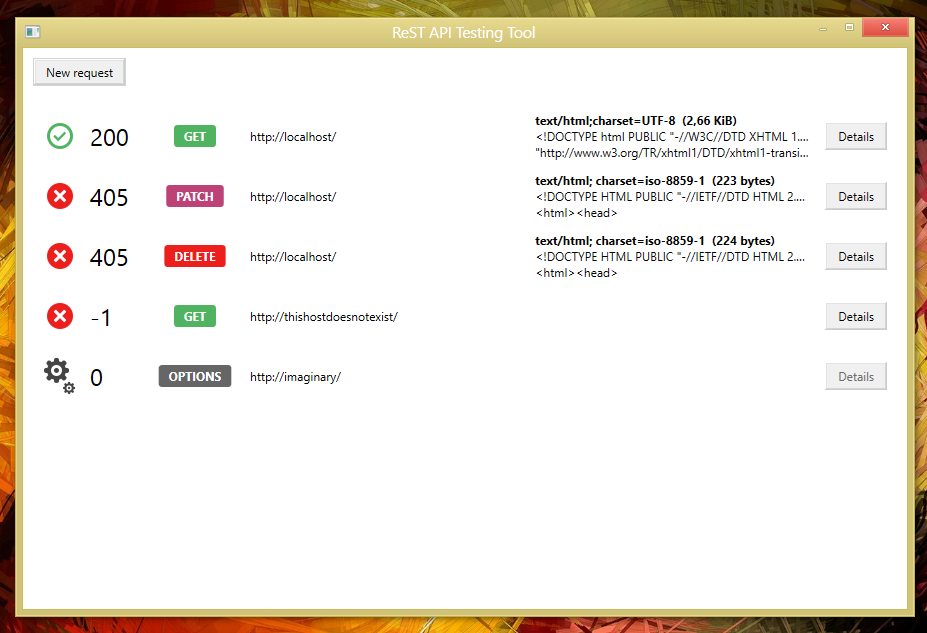 ReST API Testing Tool
New request
200 GET http://localhost/
text/html;charset=UTF-8 (2,66 KiB)
<!DOCTYPE html PUBLIC "-//W3C//DTD XHTML 1....
"http://www.w3.org/TR/xhtml1/DTD/xhtml1-transi...
Details
405 PATCH http://localhost/
text/html; charset=iso-8859-1 (223 bytes)
<!DOCTYPE HTML PUBLIC "-//IETF//DTD HTML 2....
<html><head>
Details
405 DELETE http://localhost/
text/html; charset=iso-8859-1 (224 bytes)
<!DOCTYPE HTML PUBLIC "-//IETF//DTD HTML 2....
<html><head>
Details
-1 GET http://thishostdoesnotexist/ Details
0 OPTIONS http://imaginary/ Details